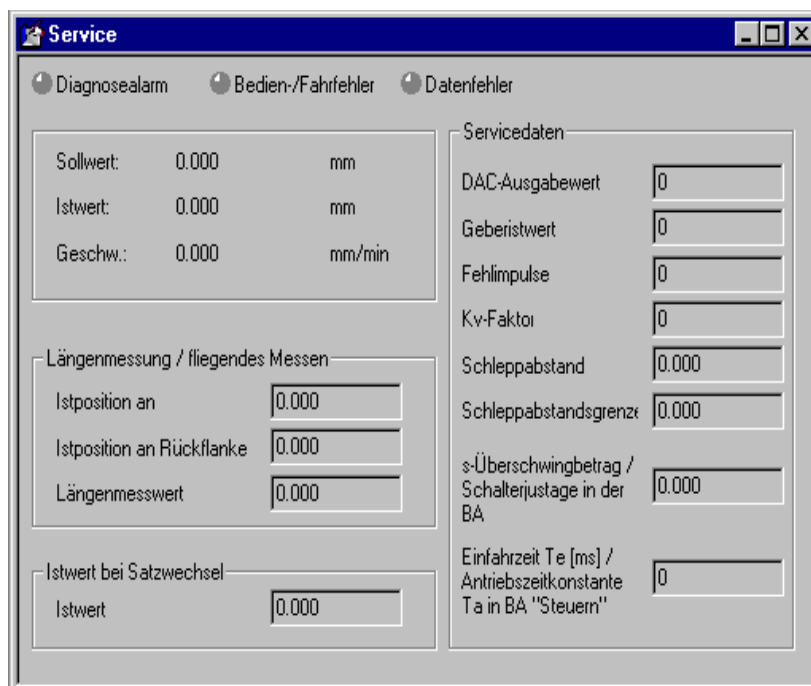 Service
Diagnosealarm Bedien-/Fahrfehler Datenfehler
Sollwert: 0.000 mm
Istwert: 0.000 mm
Geschw.: 0.000 mm/min
Längenmessung / fliegendes Messen
Istposition an 0.000
Istposition an Rückflanke 0.000
Längenmesswert 0.000
Istwert bei Satzwechsel
Istwert 0.000
Servicedaten
DAC-Ausgabewert 0
Geberistwert 0
Fehlimpulse 0
Kv-Faktor 0
Schleppabstand 0.000
Schleppabstandsgrenze 0.000
s-Überschwingbetrag /
Schalterjustage in der 0.000
BA
Einfahrzeit Te [ms] /
Antriebszeitkonstante 0
Ta in BA "Steuern"